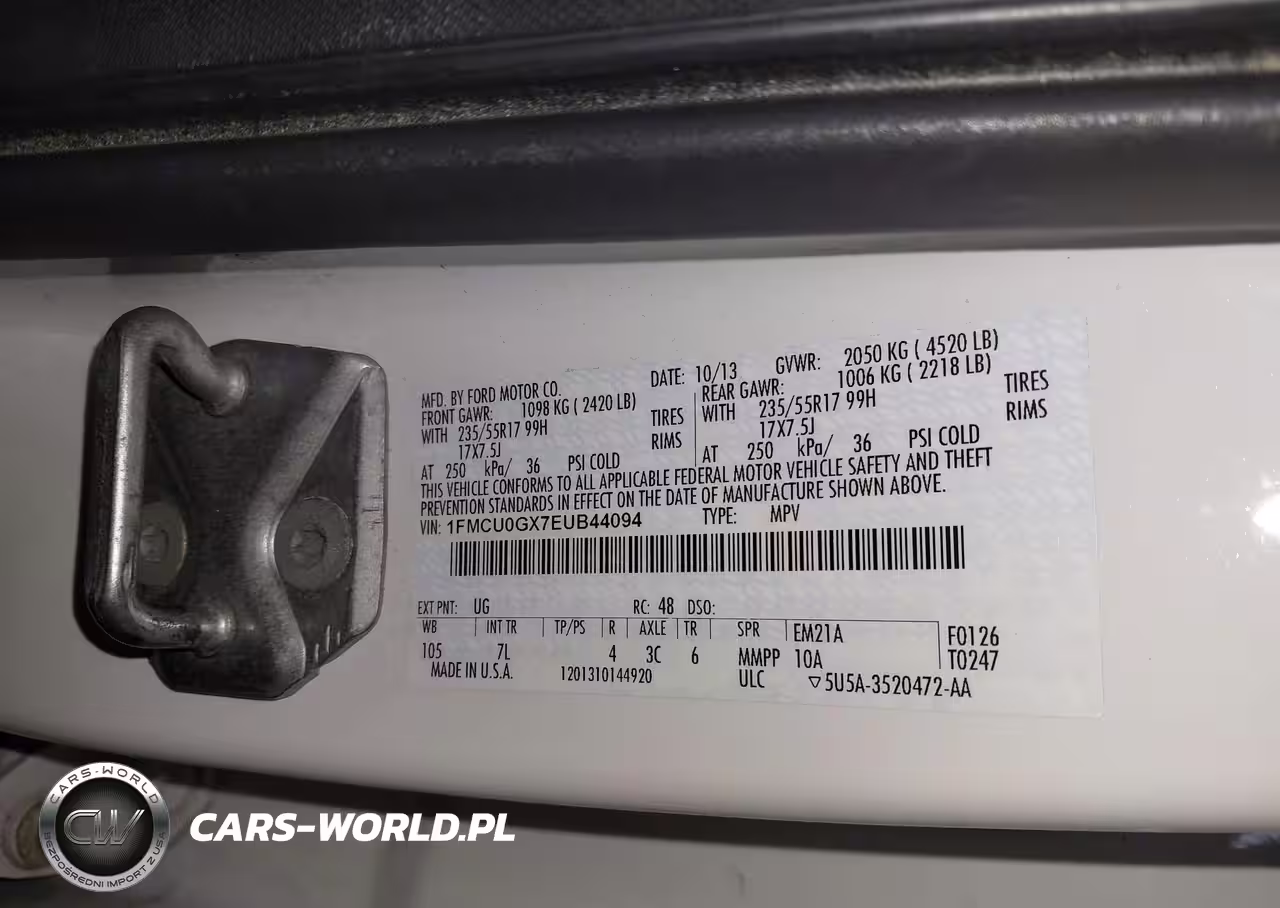 MFD. BY FORD MOTOR CO.
DATE: 10/13 GVWR: 2050 KG ( 4520 LB)
FRONT GAWR: 1098 KG ( 2420 LB)
REAR GAWR: 1006 KG ( 2218 LB)
WITH 235/55R17 99H TIRES
WITH 235/55R17 99H TIRES
17X7.5J RIMS
17X7.5J RIMS
AT 250 kPa/ 36 PSI COLD
AT 250 kPa/ 36 PSI COLD
THIS VEHICLE CONFORMS TO ALL APPLICABLE FEDERAL MOTOR VEHICLE SAFETY AND THEFT
PREVENTION STANDARDS IN EFFECT ON THE DATE OF MANUFACTURE SHOWN ABOVE.
VIN: 1FMCU0GX7EUB44094 TYPE: MPV
EXT PNT: UG RC: 48 DSO:
WB INT TR TP/PS R AXLE TR SPR EM21A F0126
105 7L 4 3C 6 MMPP 10A T0247
MADE IN U.S.A. 1201310144920 ULC ▽5U5A-3520472-AA
CARS-WORLD
CW
BEZPOŚREDNI IMPORT Z USA
CARS-WORLD.PL